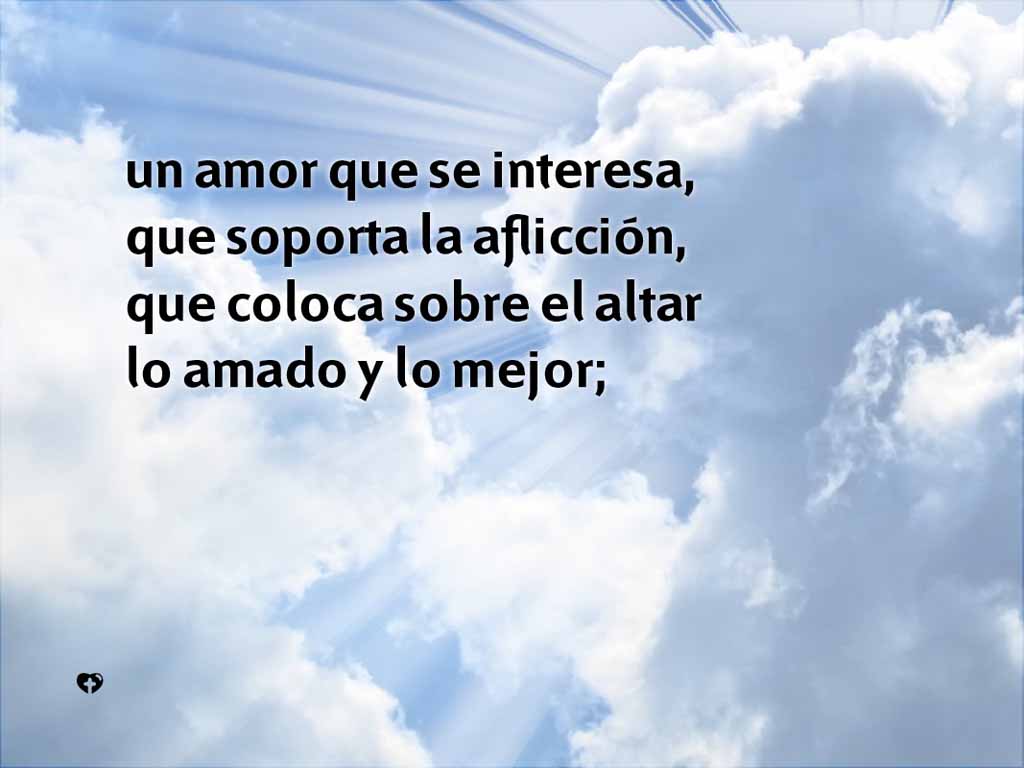 un amor que se interesa,
que soporta la aflicción,
que coloca sobre el altar
lo amado y lo mejor;